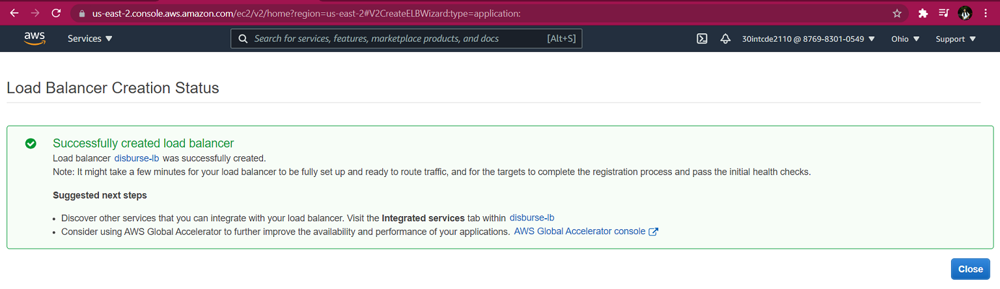 us-east-2.console.aws.amazon.com/ec2/v2/home?region=us-east-2#V2CreateELBWizard:type=application:
aws Services Search for services, features, marketplace products, and docs [Alt+S] 30intcde2110 @ 8769-8301-0549 Ohio Support
Load Balancer Creation Status
Successfully created load balancer
Load balancer disburse-lb was successfully created.
Note: It might take a few minutes for your load balancer to be fully set up and ready to route traffic, and for the targets to complete the registration process and pass the initial health checks.
Suggested next steps
• Discover other services that you can integrate with your load balancer. Visit the Integrated services tab within disburse-lb
• Consider using AWS Global Accelerator to further improve the availability and performance of your applications. AWS Global Accelerator console
Close